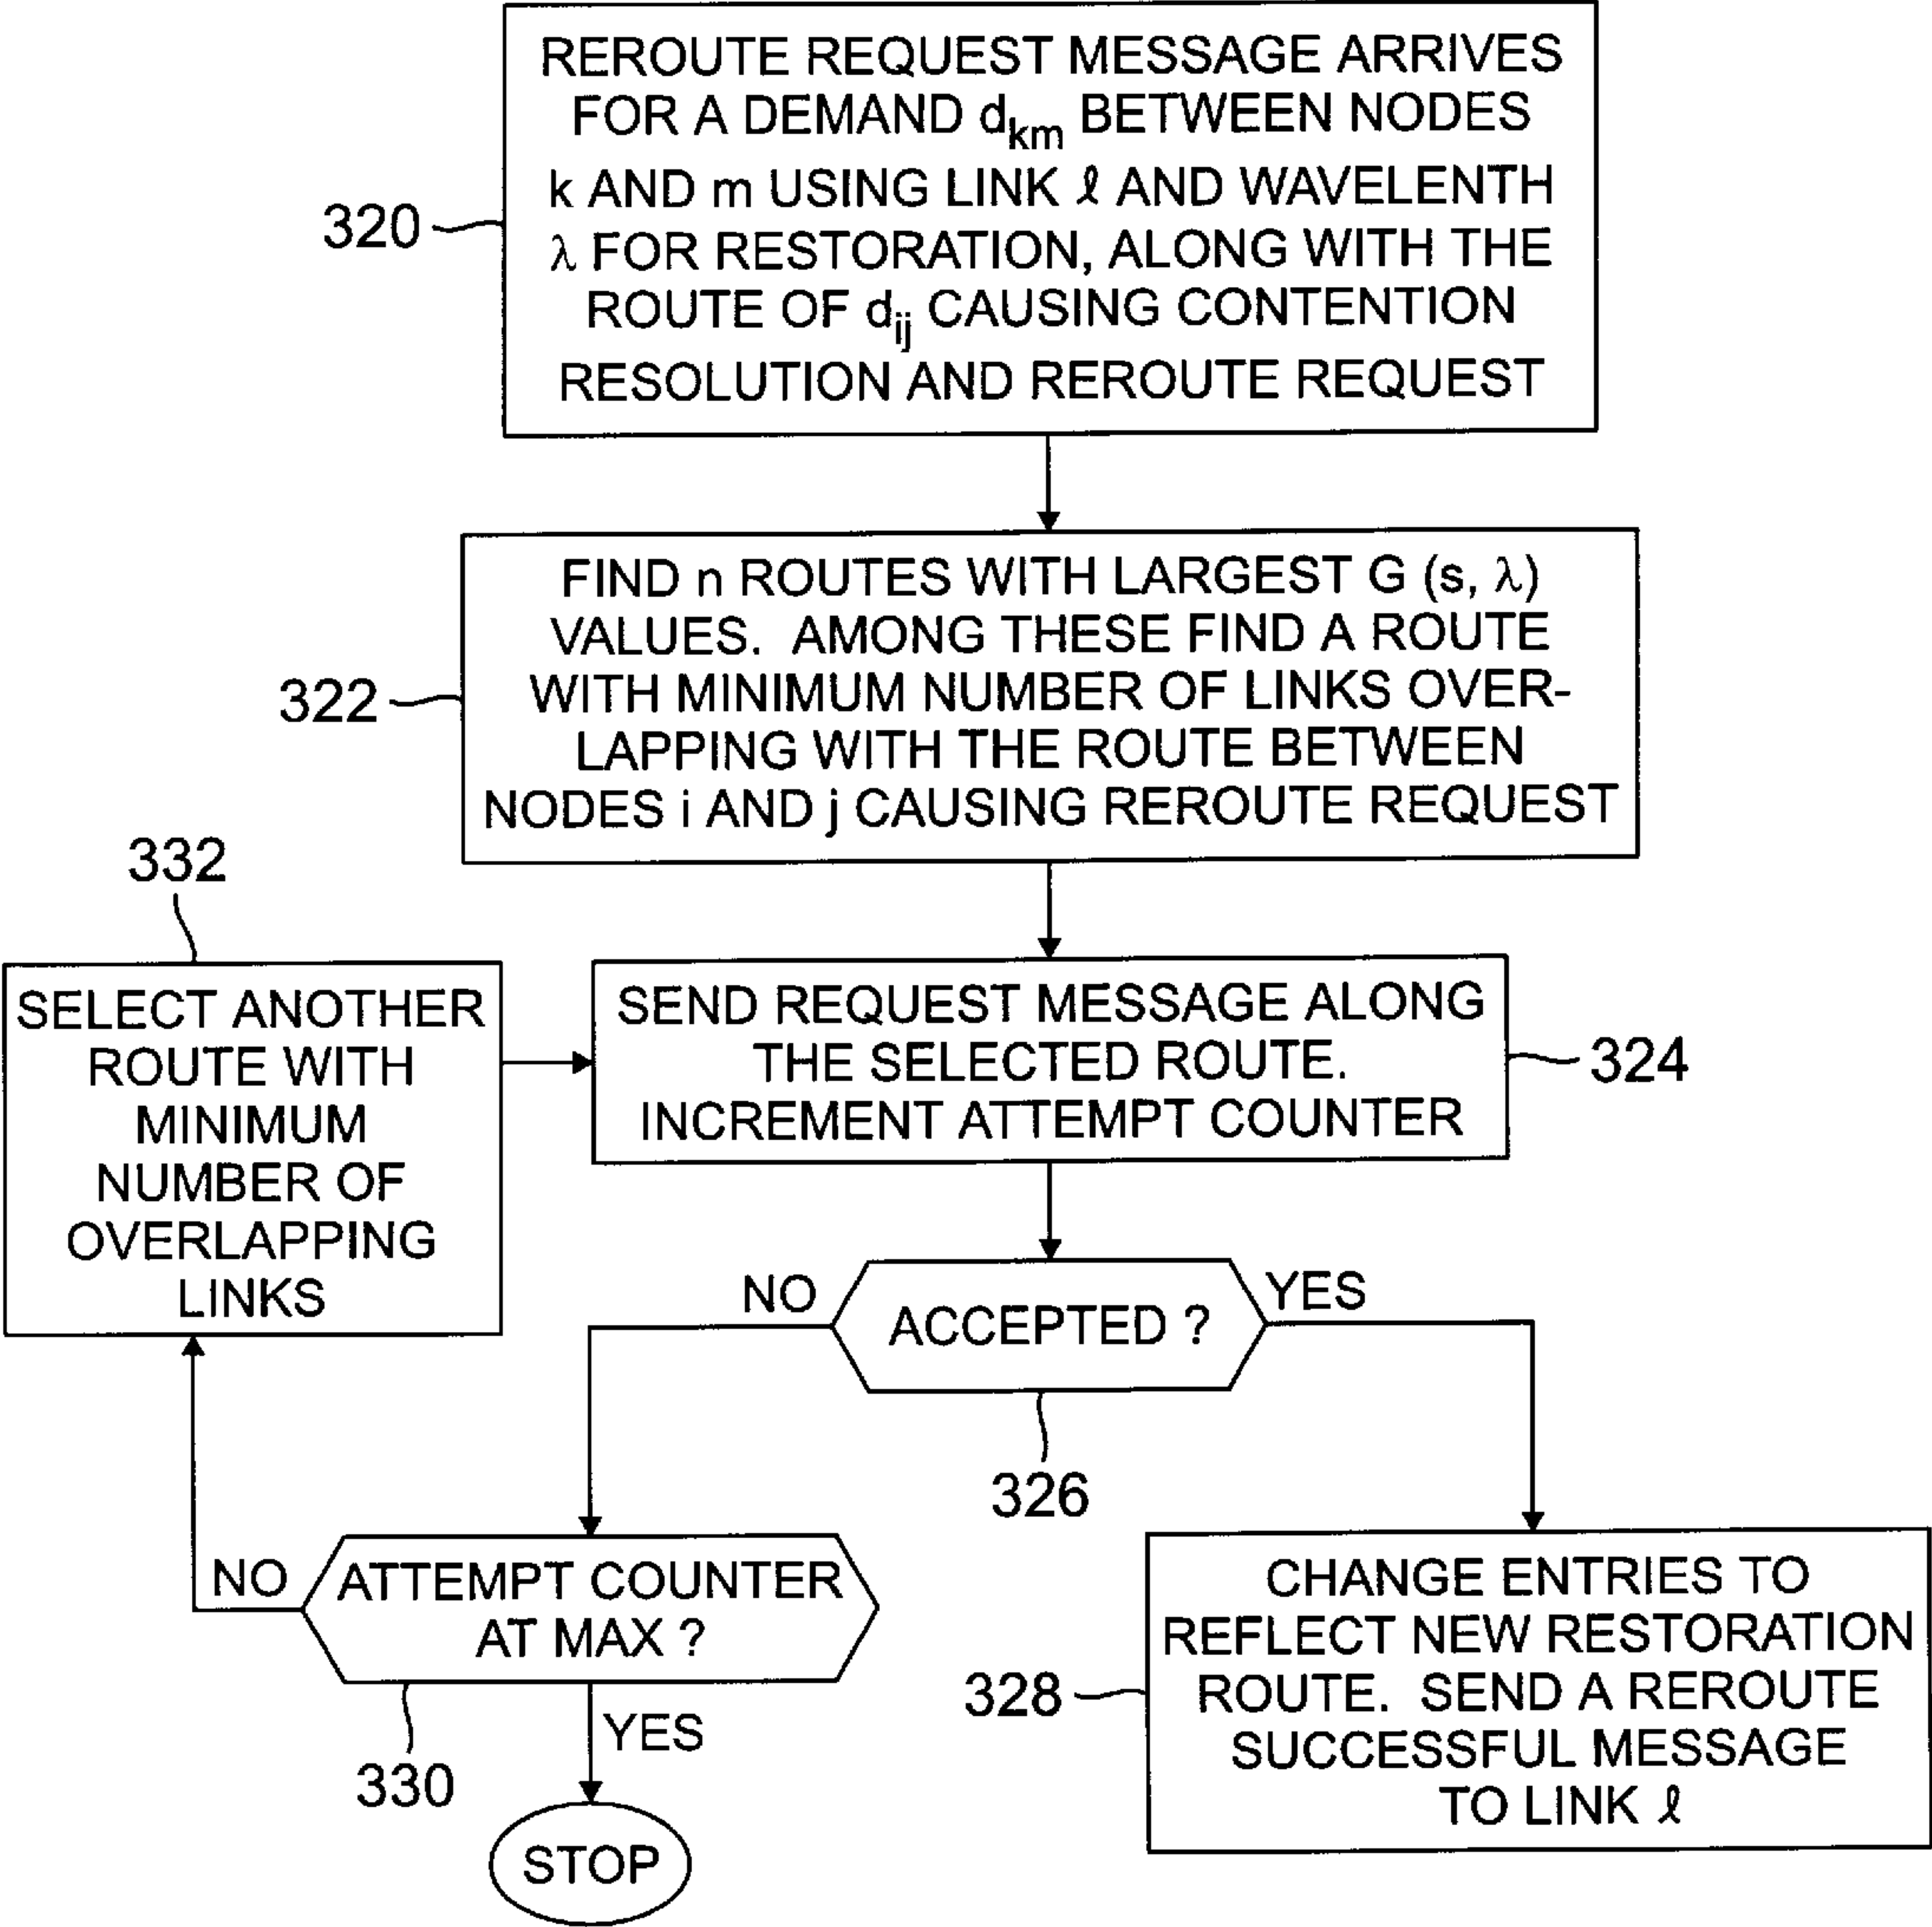 REROUTE REQUEST MESSAGE ARRIVES
FOR A DEMAND dkm BETWEEN NODES
k AND m USING LINK ℓ AND WAVELENTH
λ FOR RESTORATION, ALONG WITH THE
ROUTE OF dij CAUSING CONTENTION
RESOLUTION AND REROUTE REQUEST
320
FIND n ROUTES WITH LARGEST G (s, λ)
VALUES. AMONG THESE FIND A ROUTE
WITH MINIMUM NUMBER OF LINKS OVER-
LAPPING WITH THE ROUTE BETWEEN
NODES i AND j CAUSING REROUTE REQUEST
322
332
SELECT ANOTHER
ROUTE WITH
MINIMUM
NUMBER OF
OVERLAPPING
LINKS
SEND REQUEST MESSAGE ALONG
THE SELECTED ROUTE.
INCREMENT ATTEMPT COUNTER
324
NO
ACCEPTED ?
YES
326
NO
ATTEMPT COUNTER
AT MAX ?
330
YES
STOP
CHANGE ENTRIES TO
REFLECT NEW RESTORATION
ROUTE. SEND A REROUTE
SUCCESSFUL MESSAGE
TO LINK ℓ
328